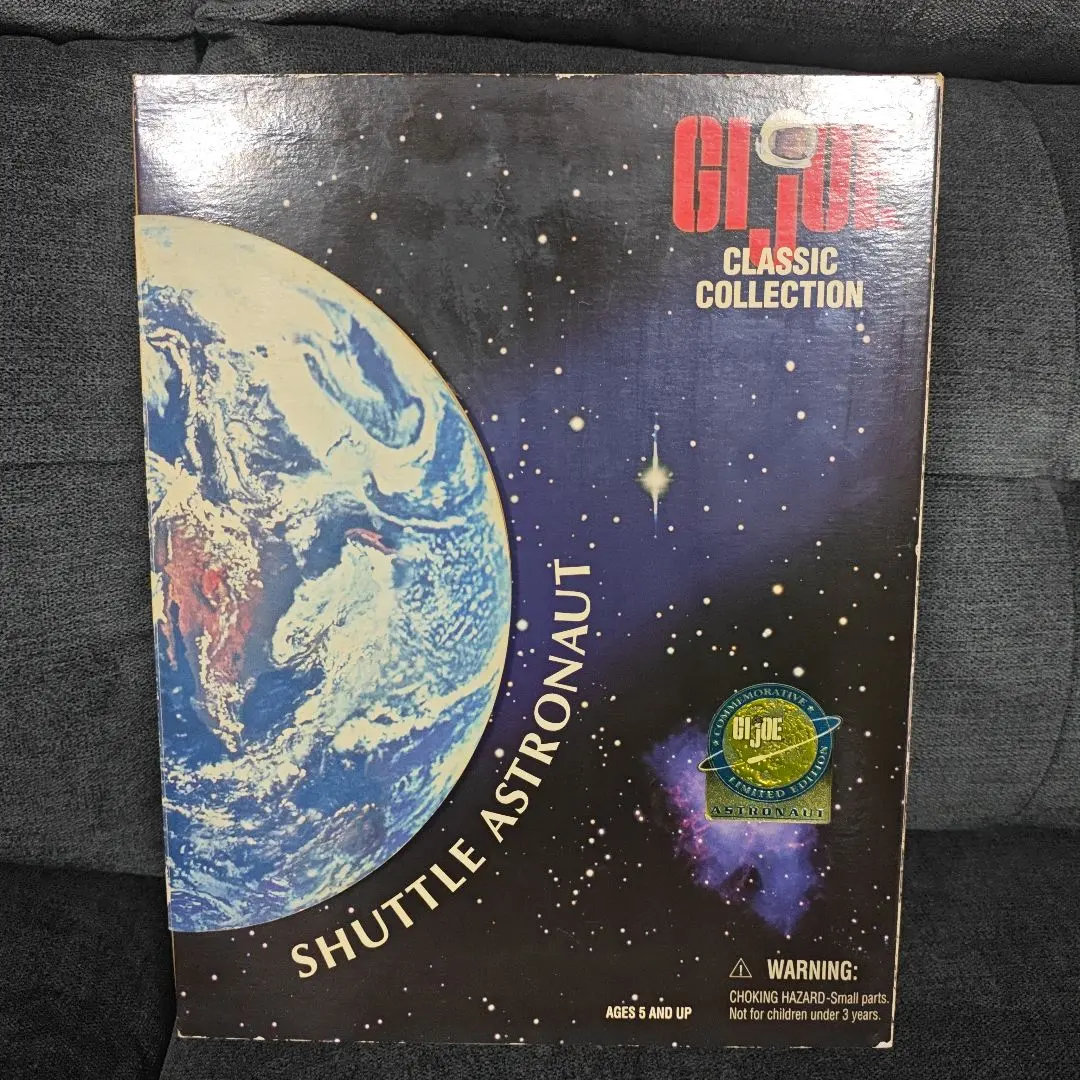 GI JOE
CLASSIC
COLLECTION
SHUTTLE ASTRONAUT
COMMEMORATIVE
GI JOE
LIMITED EDITION
ASTRONAUT
AGES 5 AND UP
WARNING:
CHOKING HAZARD-Small parts.
Not for children under 3 years.